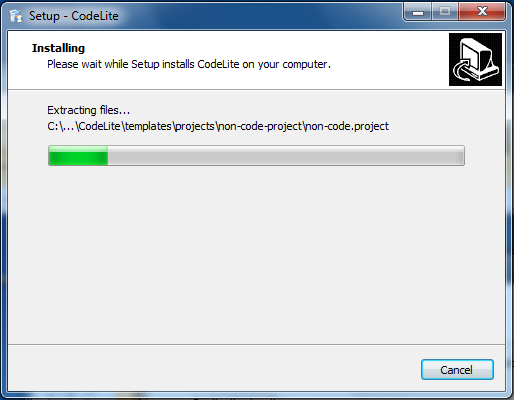 Setup - CodeLite
Installing
Please wait while Setup installs CodeLite on your computer.
Extracting files...
C:\...\CodeLite\templates\projects\non-code-project\non-code.project
Cancel